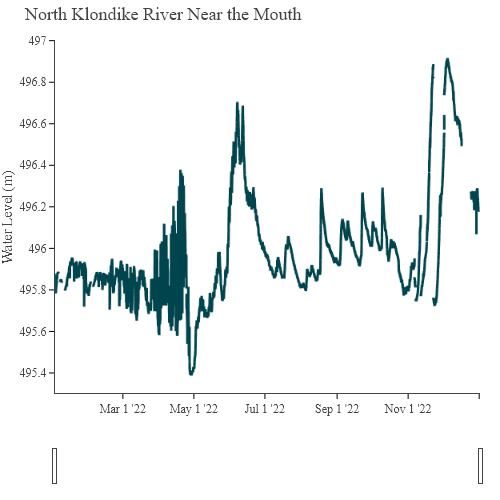 North Klondike River Near the Mouth
Water Level (m)
497
496.8
496.6
496.4
496.2
496
495.8
495.6
495.4
Mar 1 '22
May 1 '22
Jul 1 '22
Sep 1 '22
Nov 1 '22